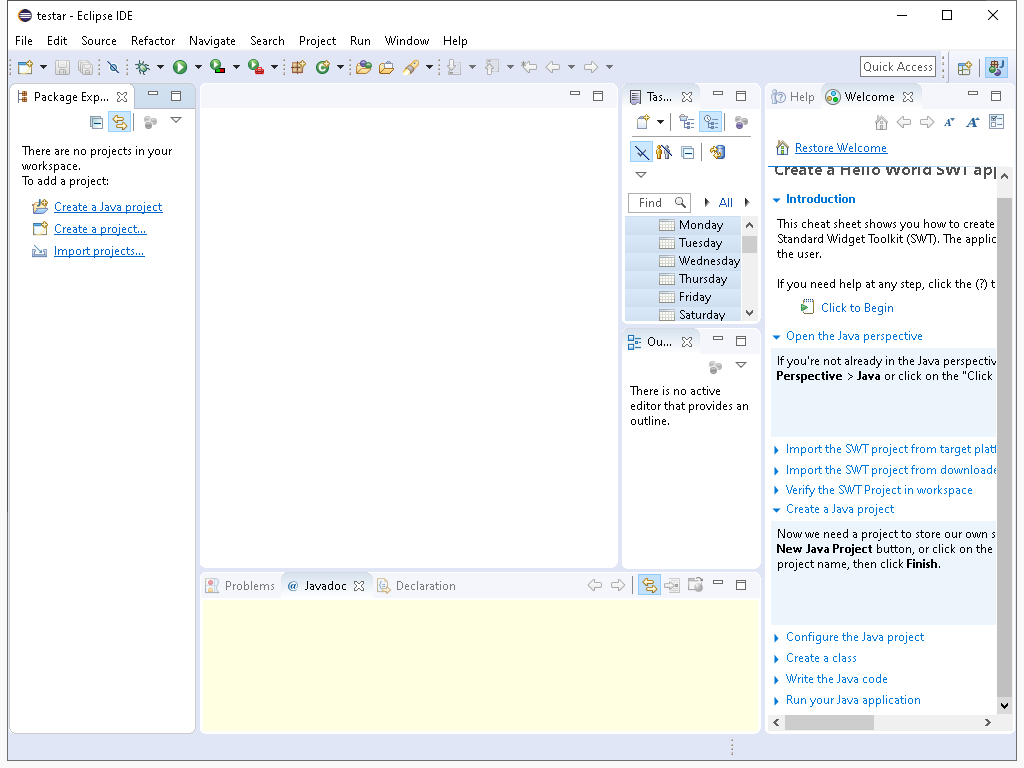 testar - Eclipse IDE
File Edit Source Refactor Navigate Search Project Run Window Help
Quick Access
Package Exp...
There are no projects in your
workspace.
To add a project:
Create a Java project
Create a project...
Import projects...
Tas...
Find
All
Monday
Tuesday
Wednesday
Thursday
Friday
Saturday
Ou...
There is no active
editor that provides an
outline.
Help
Welcome
Restore Welcome
Create a Hello World SWT ap
Introduction
This cheat sheet shows you how to create
Standard Widget Toolkit (SWT). The applic
the user.
If you need help at any step, click the (?) t
Click to Begin
Open the Java perspective
If you're not already in the Java perspectiv
Perspective > Java or click on the "Click
Import the SWT project from target platf
Import the SWT project from downloade
Verify the SWT Project in workspace
Create a Java project
Now we need a project to store our own s
New Java Project button, or click on the
project name, then click Finish.
Configure the Java project
Create a class
Write the Java code
Run your Java application
Problems
@ Javadoc
Declaration